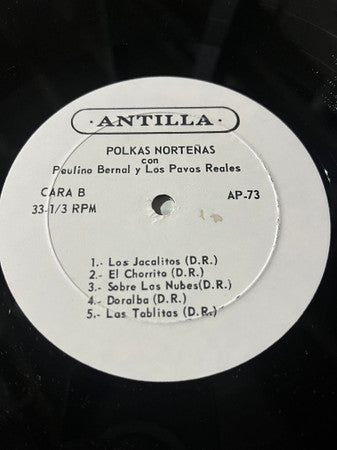 · ANTILLA ·
POLKAS NORTEÑAS
con
Paulino Bernal y Los Pavos Reales
CARA B
AP-73
33-1/3 RPM
1.- Los Jacalitos (D.R.)
2.- El Chorrito (D.R.)
3.- Sobre Las Nubes(D.R.)
4.- Doralba (D.R.)
5.- Las Tablitas (D.R.)